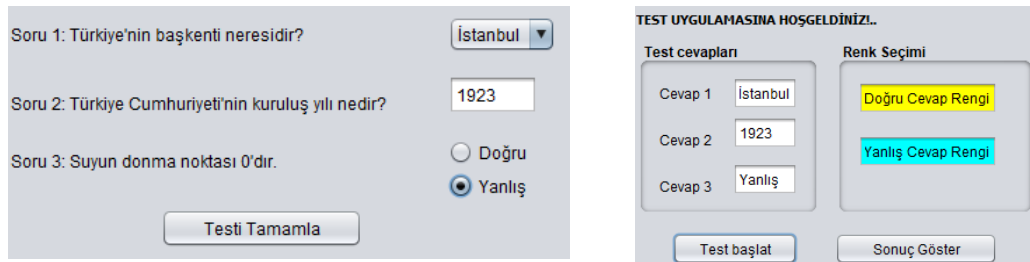 Soru 1: Türkiye'nin başkenti neresidir? İstanbul
Soru 2: Türkiye Cumhuriyeti'nin kuruluş yılı nedir? 1923
Soru 3: Suyun donma noktası 0'dır. Doğru
Yanlış
Testi Tamamla
TEST UYGULAMASINA HOŞGELDİNİZ!..
Test cevapları Renk Seçimi
Cevap 1 İstanbul Doğru Cevap Rengi
Cevap 2 1923 Yanlış Cevap Rengi
Cevap 3 Yanlış
Test başlat Sonuç Göster